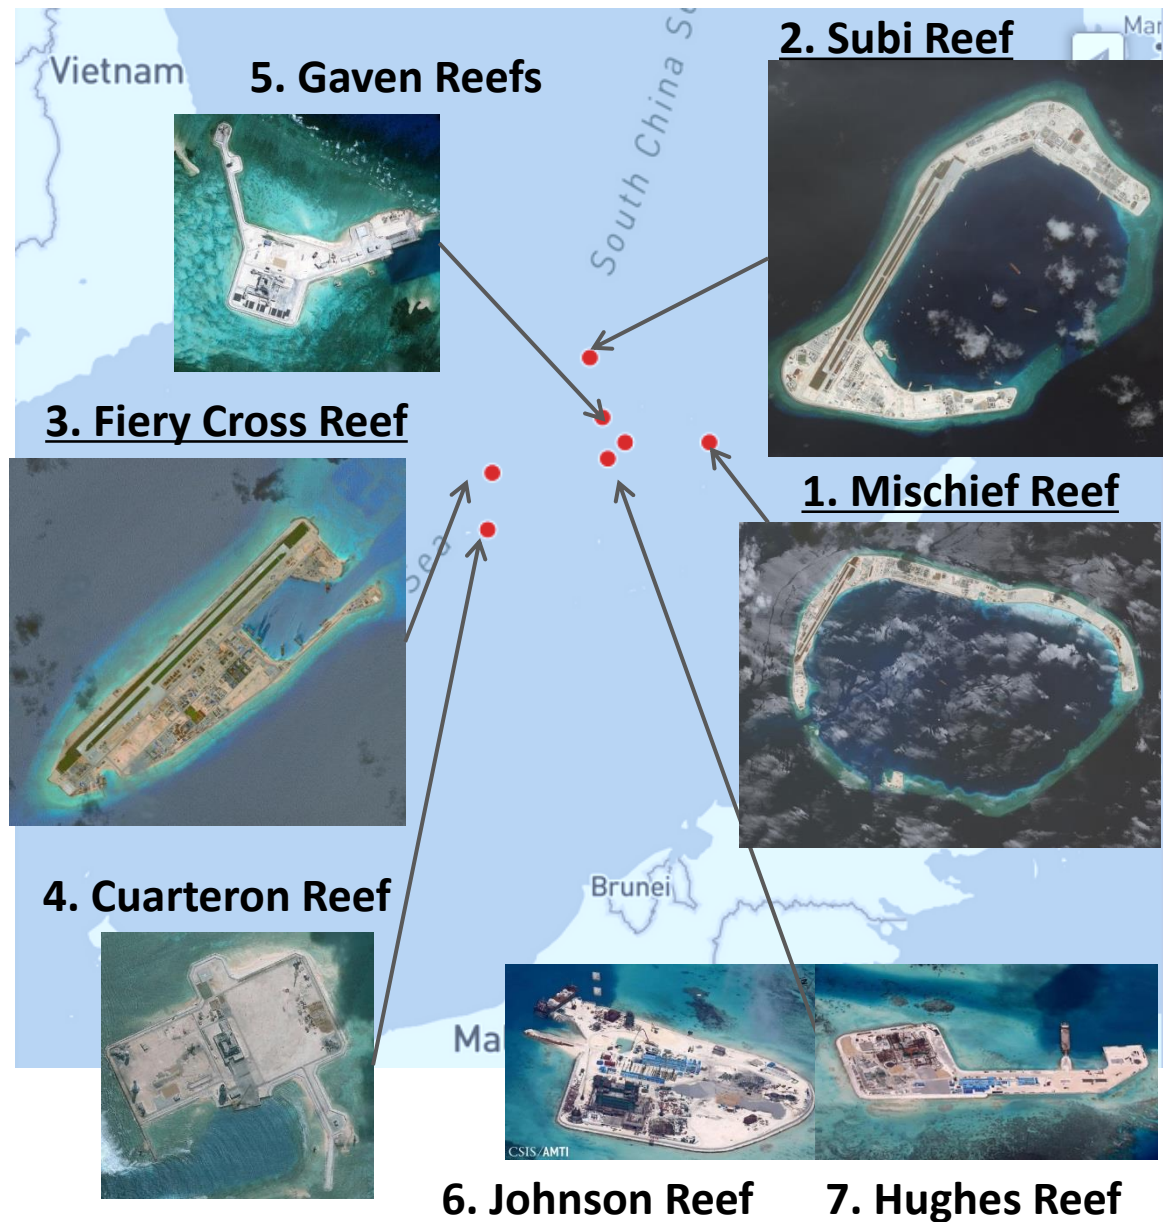 2. Subi Reef
Vietnam
5. Gaven Reefs
South China Se
3. Fiery Cross Reef
1. Mischief Reef
Sea
4. Cuarteron Reef
Brunei
Ma
CSIS/AMTI
6. Johnson Reef
7. Hughes Reef
Mar